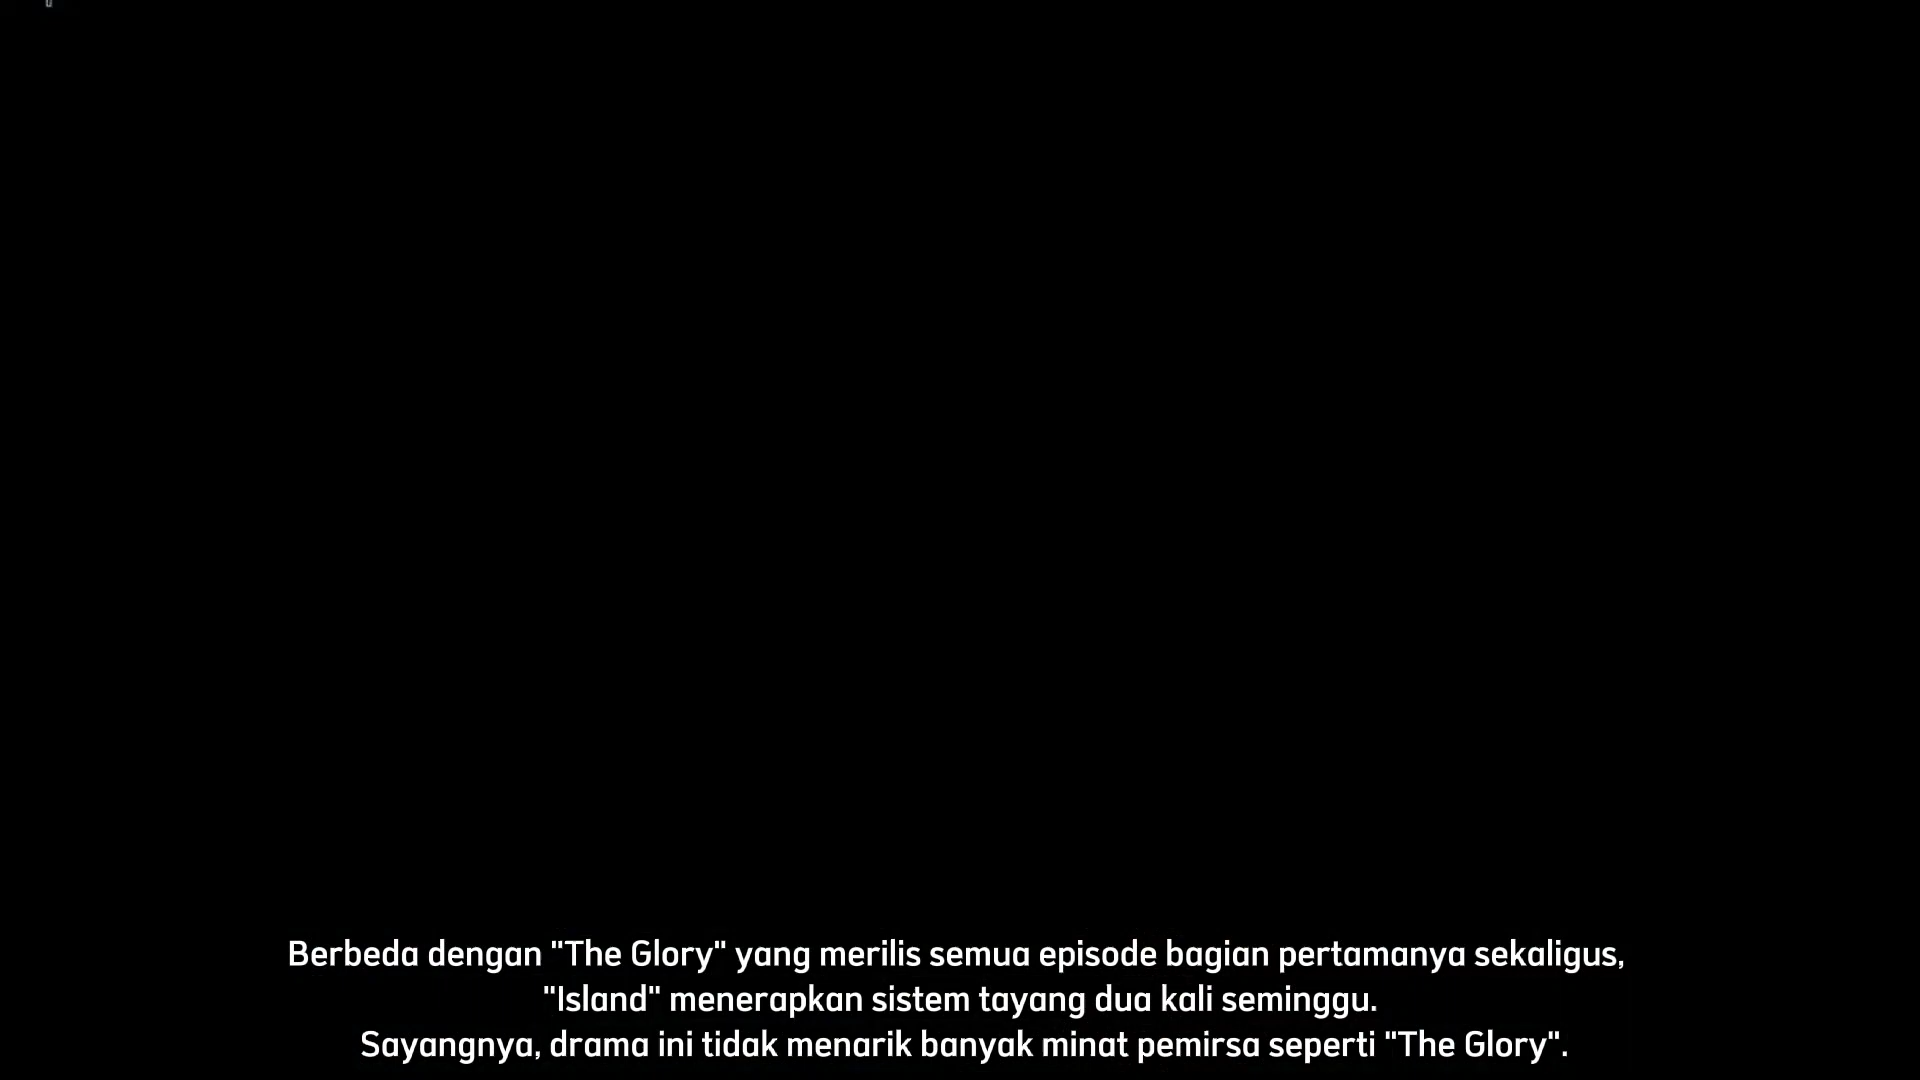 Berbeda dengan "The Glory" yang merilis semua episode bagian pertamanya sekaligus,
"Island" menerapkan sistem tayang dua kali seminggu.
Sayangnya, drama ini tidak menarik banyak minat pemirsa seperti "The Glory".